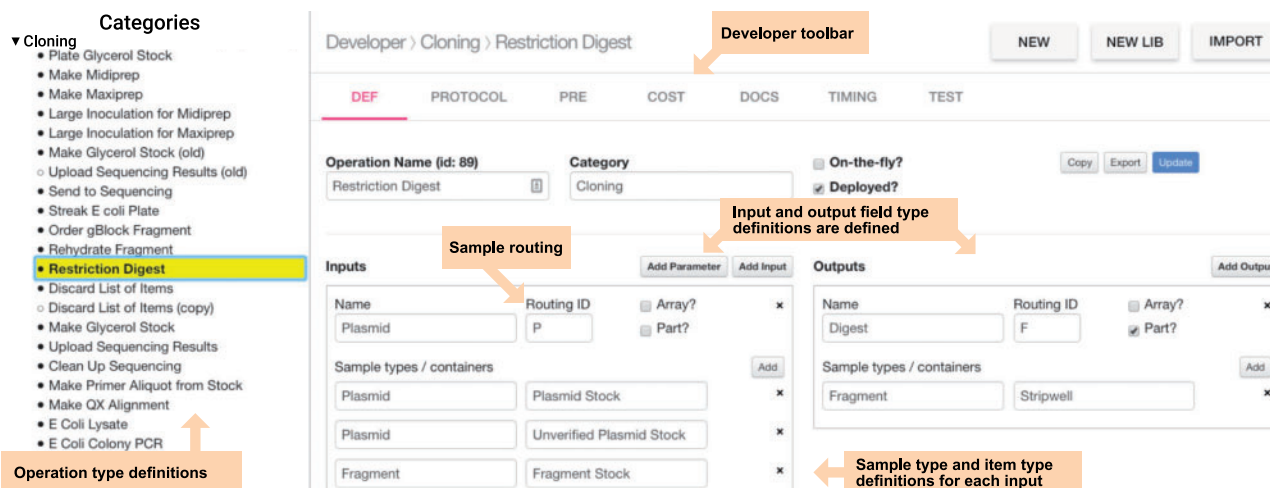 Categories
▼ Cloning
• Plate Glycerol Stock
• Make Midiprep
• Make Maxiprep
• Large Inoculation for Midiprep
• Large Inoculation for Maxiprep
• Make Glycerol Stock (old)
○ Upload Sequencing Results (old)
• Send to Sequencing
• Streak E coli Plate
• Order gBlock Fragment
• Rehydrate Fragment
• Restriction Digest
• Discard List of Items
○ Discard List of Items (copy)
• Make Glycerol Stock
• Upload Sequencing Results
• Clean Up Sequencing
• Make Primer Aliquot from Stock
• Make QX Alignment
• E Coli Lysate
• E Coli Colony PCR
Operation type definitions
Developer › Cloning › Restriction Digest
Developer toolbar
NEW NEW LIB IMPORT
DEF PROTOCOL PRE COST DOCS TIMING TEST
Operation Name (id: 89) Category On-the-fly? Copy Export Update
Restriction Digest Cloning Deployed?
Input and output field type
definitions are defined
Sample routing
Inputs Add Parameter Add Input Outputs Add Outpu
Name Routing ID Array? × Name Routing ID Array? ×
Plasmid P Part? Digest F Part?
Sample types / containers Add Sample types / containers Add
Plasmid Plasmid Stock × Fragment Stripwell ×
Plasmid Unverified Plasmid Stock ×
Fragment Fragment Stock ×
Sample type and item type
definitions for each input